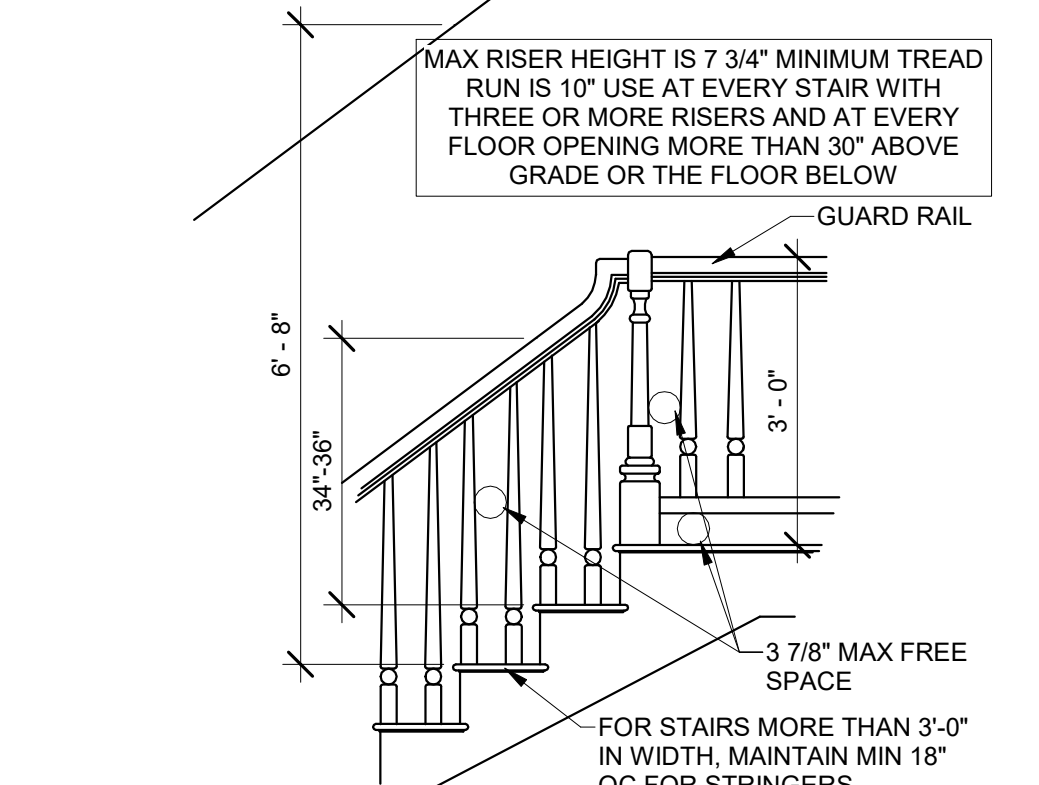 MAX RISER HEIGHT IS 7 3/4" MINIMUM TREAD
RUN IS 10" USE AT EVERY STAIR WITH
THREE OR MORE RISERS AND AT EVERY
FLOOR OPENING MORE THAN 30" ABOVE
GRADE OR THE FLOOR BELOW
GUARD RAIL
6' - 8"
34"-36"
3' - 0"
3 7/8" MAX FREE
SPACE
FOR STAIRS MORE THAN 3'-0"
IN WIDTH, MAINTAIN MIN 18"
OC FOR STRINGERS